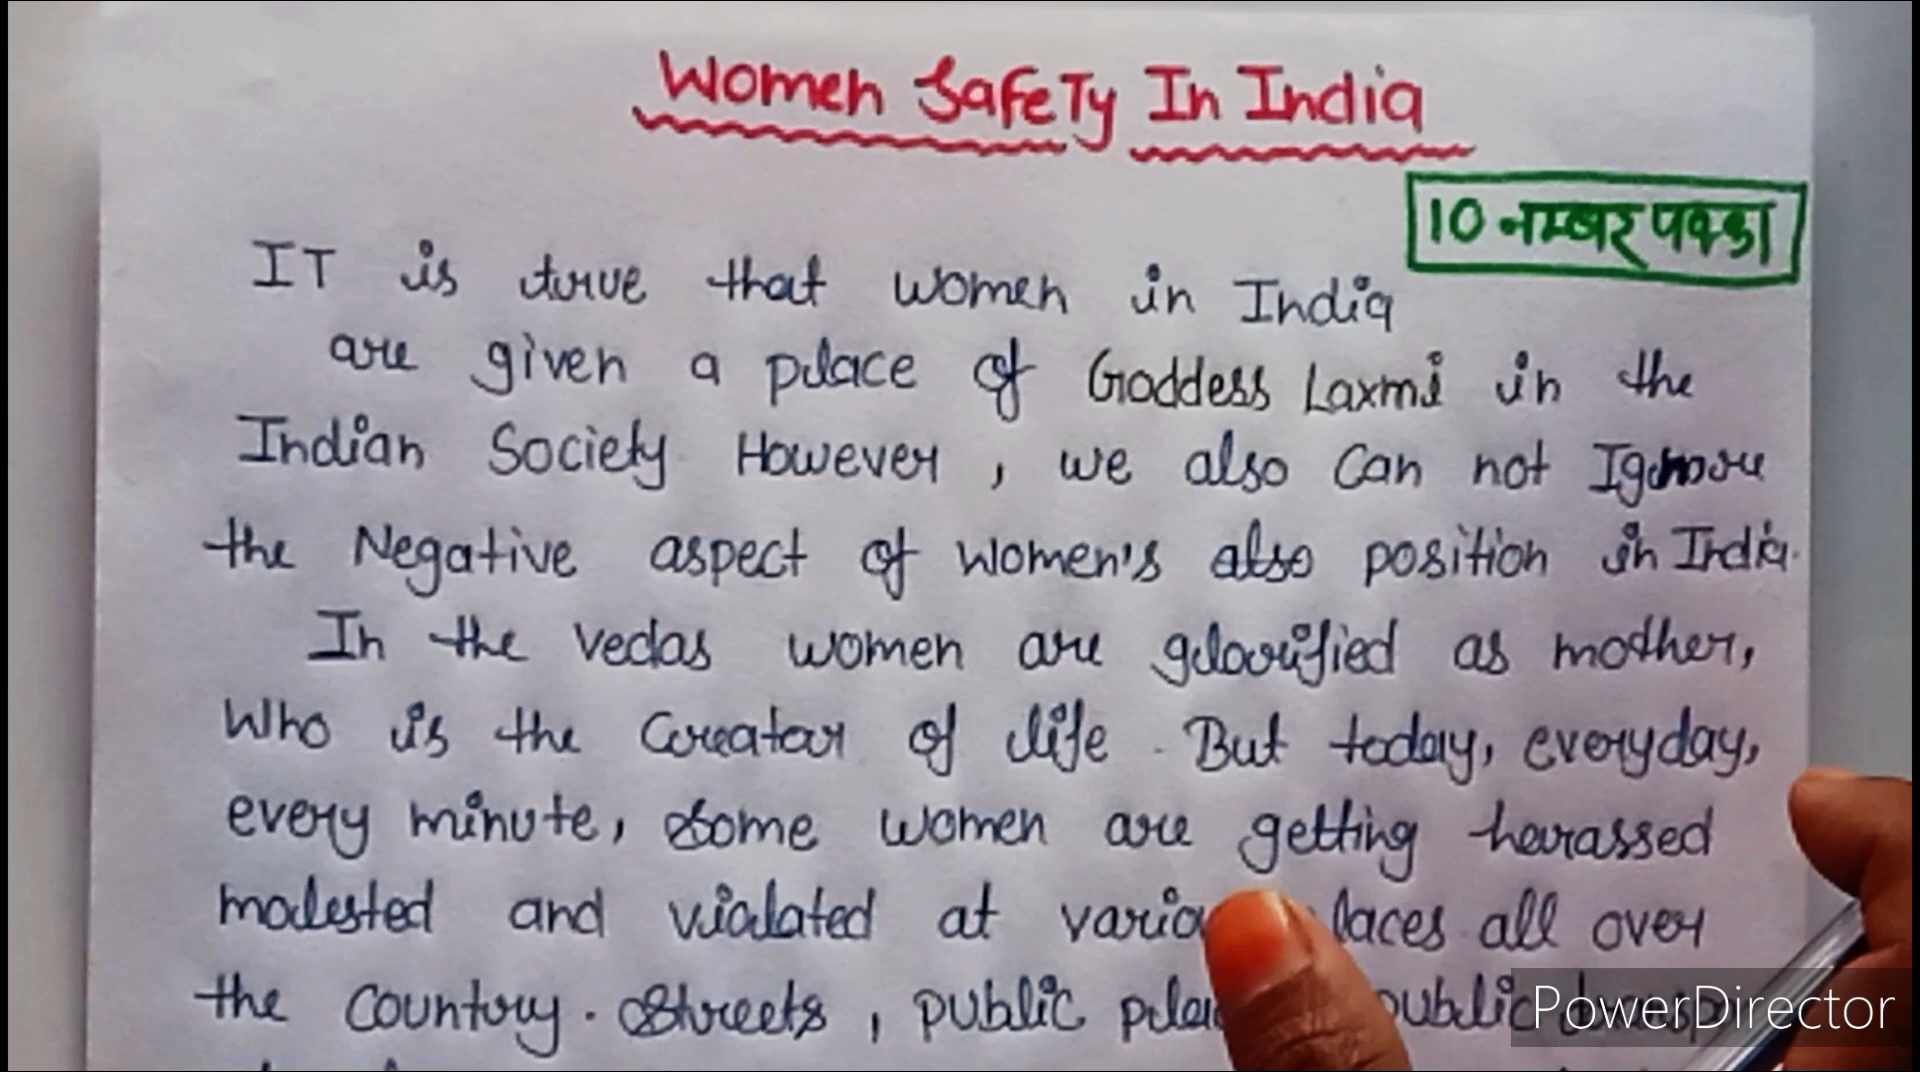 Women Safety In India
10 नम्बर पक्का
IT is true that women in India
are given a place of Goddess Laxmi in the
Indian Society. However, we also Can not Ignore
the Negative aspect of women's also position in India.
In the vedas women are glorified as mother,
who is the Creator of life. But today, everyday,
every minute, some women are getting harassed
molested and violated at laces all over
the country. Streets, public
PowerDirector